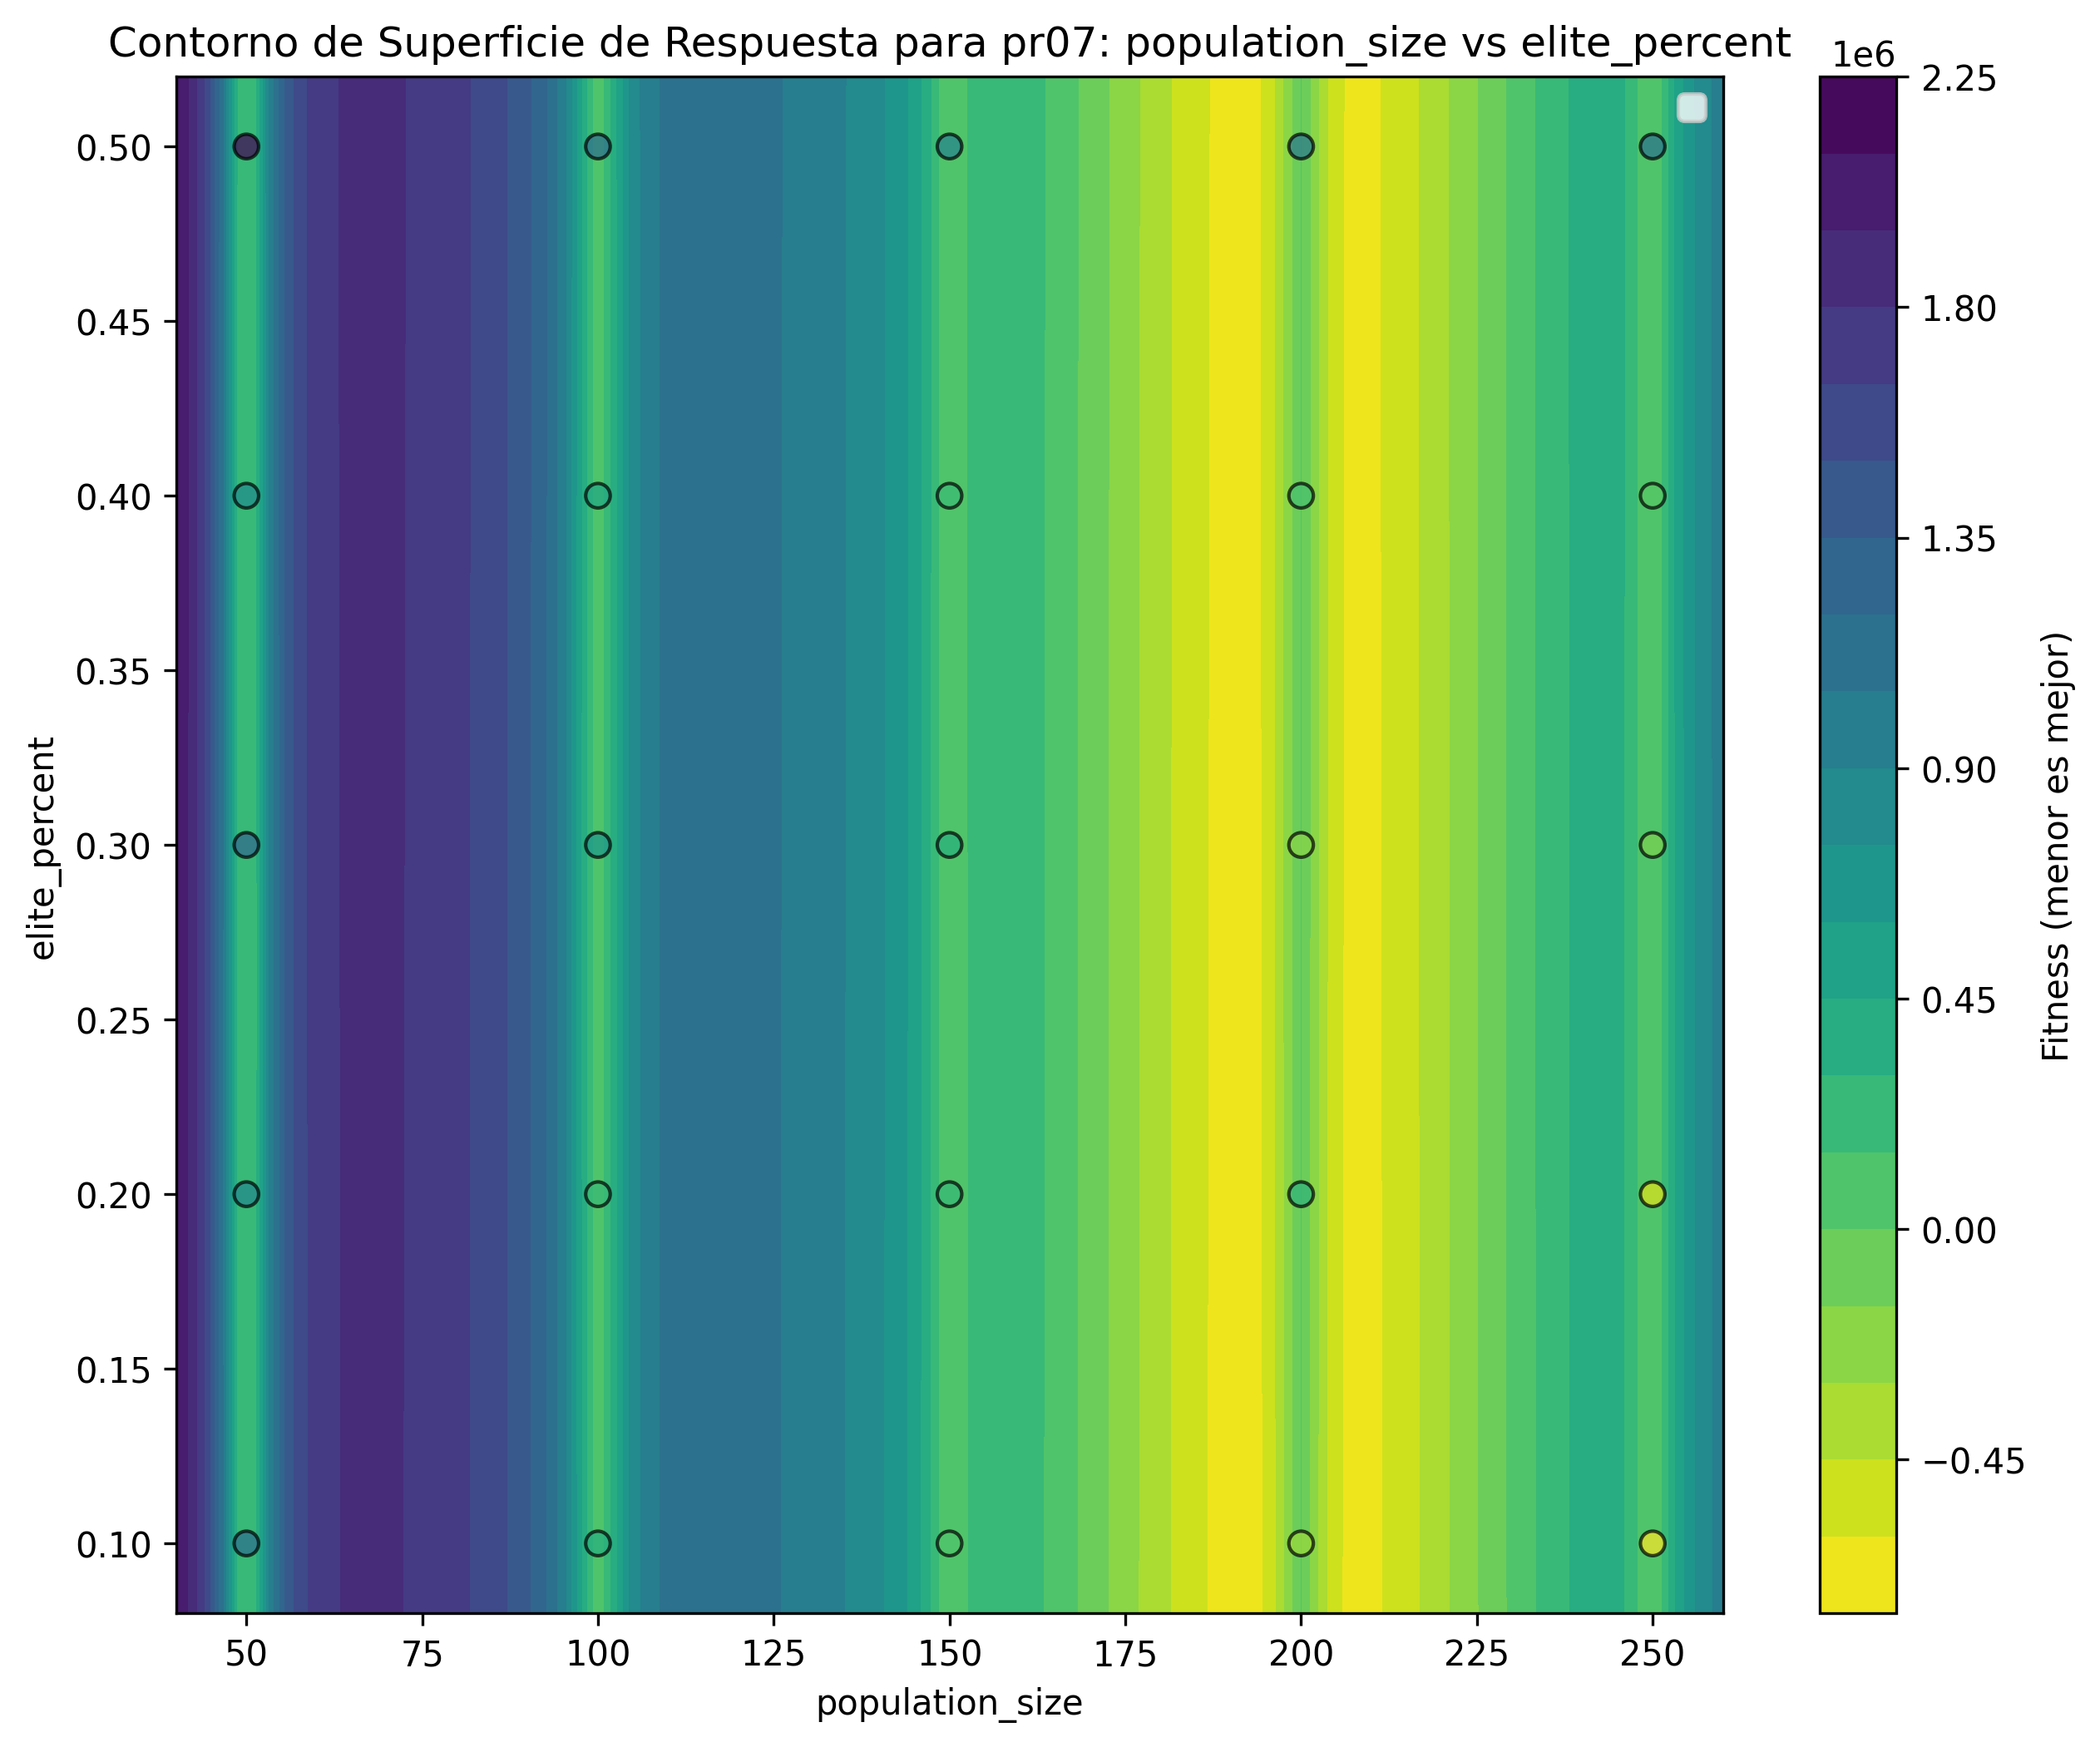 Contorno de Superficie de Respuesta para pr07: population_size vs elite_percent
1e6
2.25
1.80
1.35
0.90
0.45
0.00
−0.45
Fitness (menor es mejor)
0.50
0.45
0.40
0.35
0.30
0.25
0.20
0.15
0.10
elite_percent
50 75 100 125 150 175 200 225 250
population_size